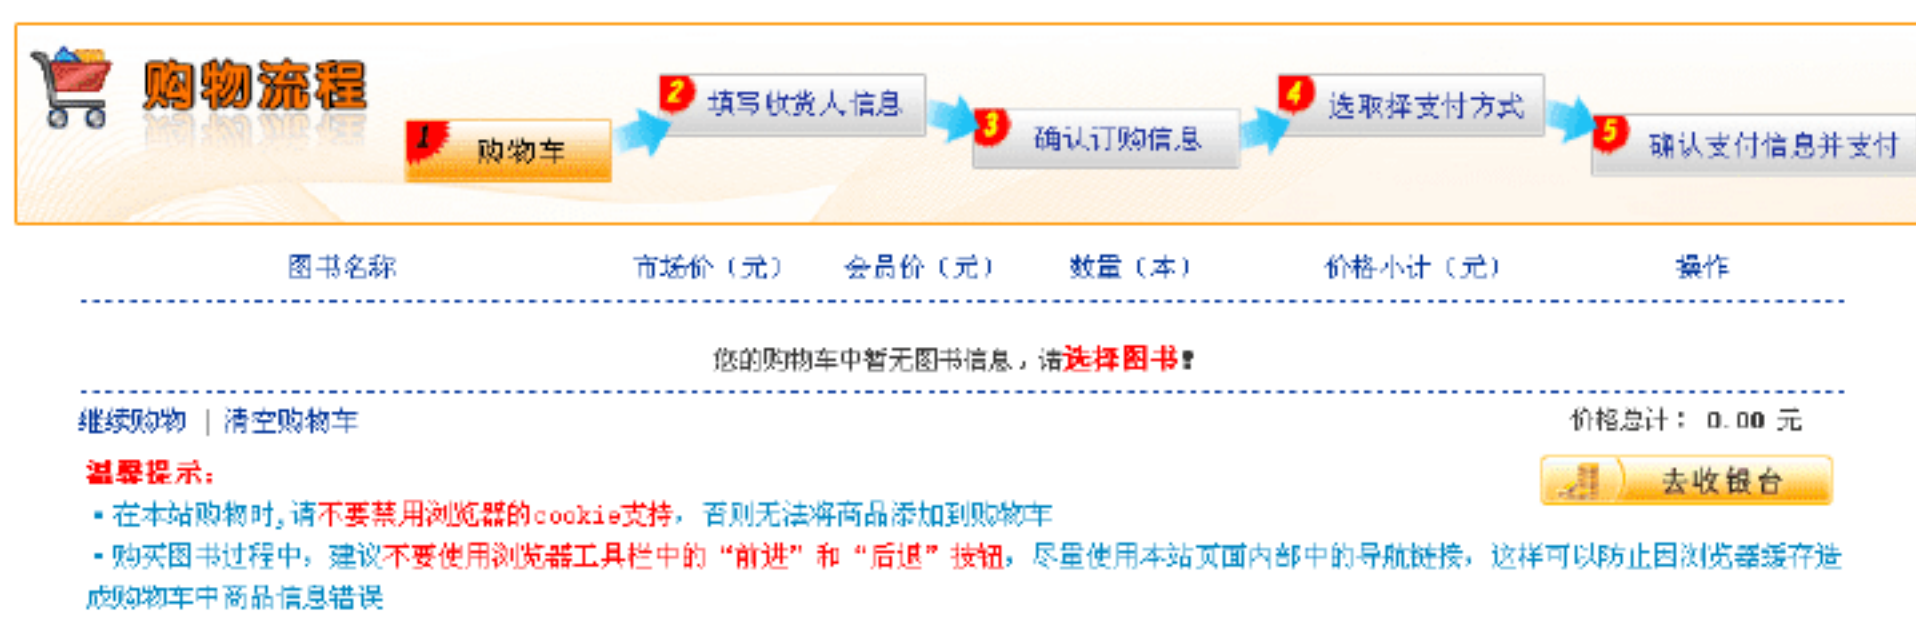 购物流程
1 购物车
2 填写收货人信息
3 确认订购信息
4 选取择支付方式
5 确认支付信息并支付
图书名称 市场价（元） 会员价（元） 数量（本） 价格小计（元） 操作
您的购物车中暂无图书信息，请选择图书！
继续购物 | 清空购物车 价格总计： 0.00 元
去收银台
温馨提示：
▪ 在本站购物时,请不要禁用浏览器的cookie支持，否则无法将商品添加到购物车
▪ 购买图书过程中，建议不要使用浏览器工具栏中的“前进”和“后退”按钮，尽量使用本站页面内部中的导航链接，这样可以防止因浏览器缓存造
成购物车中商品信息错误